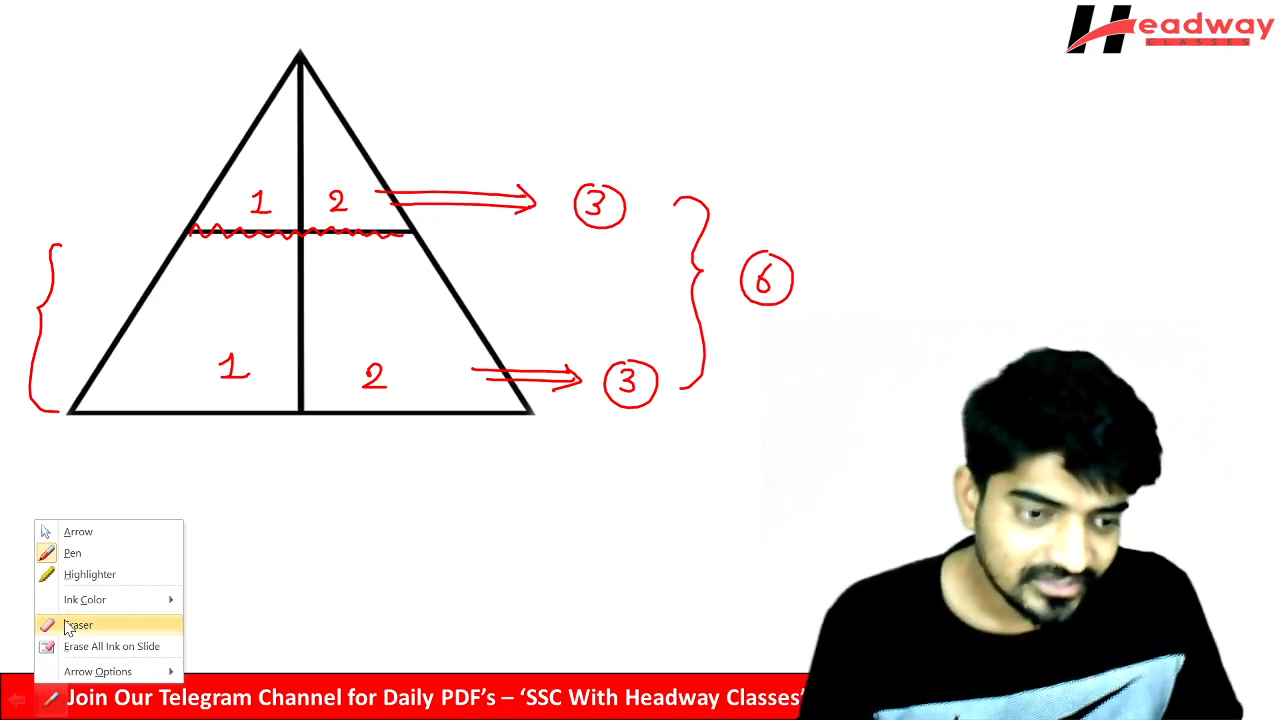 Headway
CLASSES
1 2 3
6
1 2 3
Arrow
Pen
Highlighter
Ink Color
Eraser
Erase All Ink on Slide
Arrow Options
Join Our Telegram Channel for Daily PDF's – ‘SSC With Headway Classes’